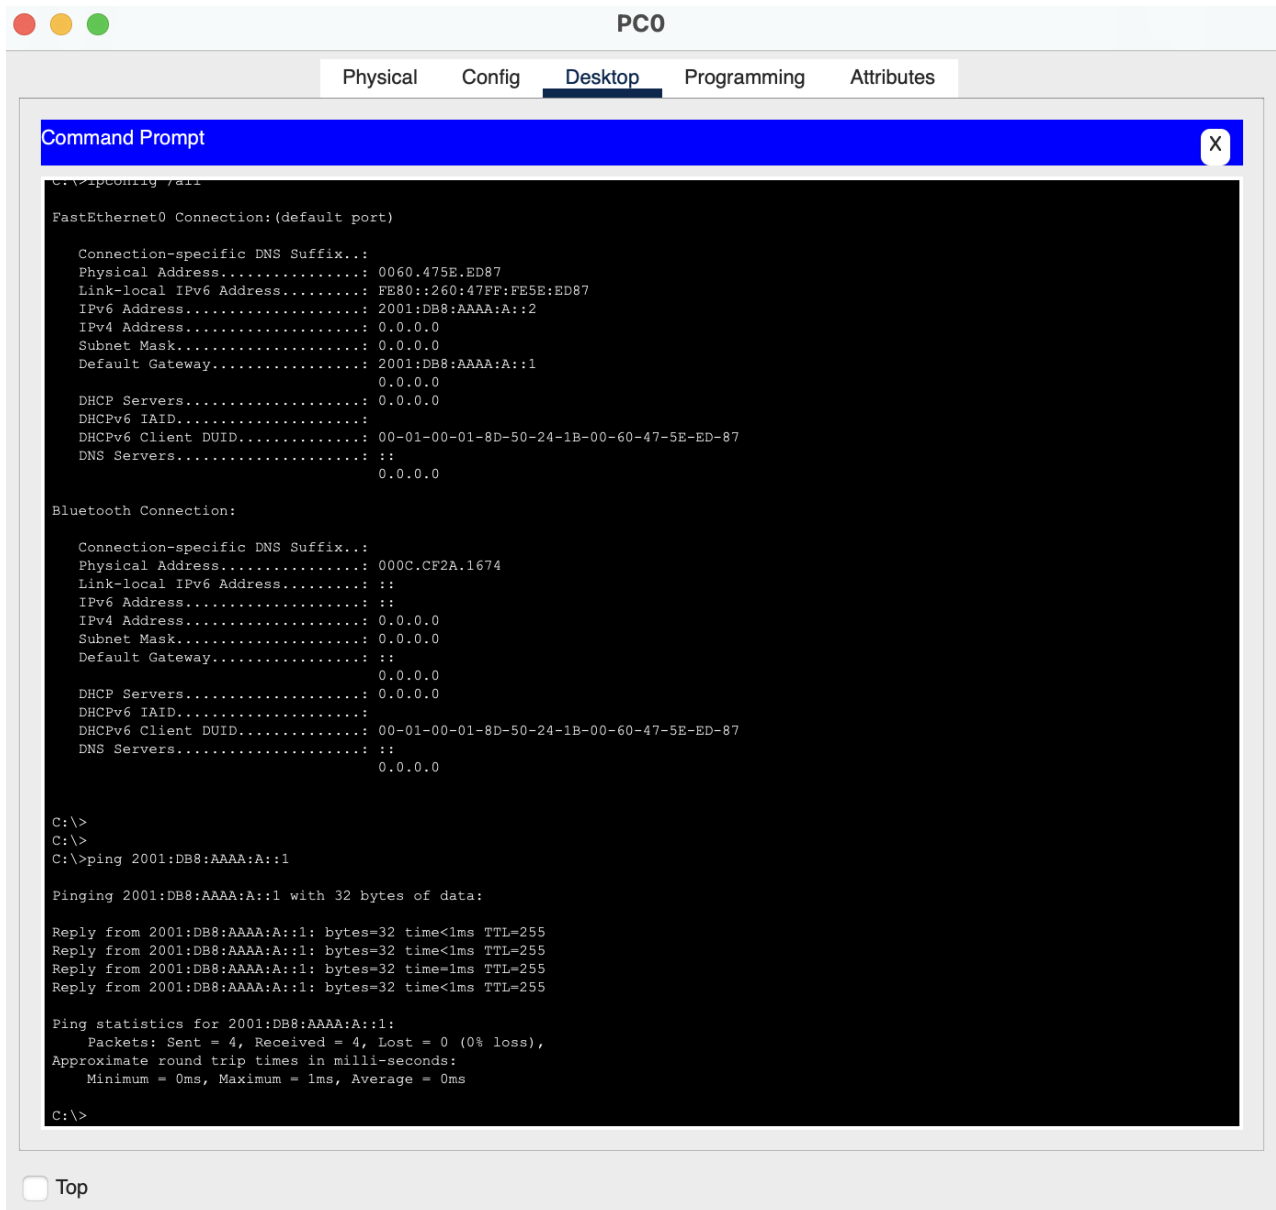 PC0
Physical Config Desktop Programming Attributes
Command Prompt
X
C:\>ipconfig /all
FastEthernet0 Connection:(default port)
Connection-specific DNS Suffix..:
Physical Address................: 0060.475E.ED87
Link-local IPv6 Address.........: FE80::260:47FF:FE5E:ED87
IPv6 Address....................: 2001:DB8:AAAA:A::2
IPv4 Address....................: 0.0.0.0
Subnet Mask.....................: 0.0.0.0
Default Gateway.................: 2001:DB8:AAAA:A::1
0.0.0.0
DHCP Servers....................: 0.0.0.0
DHCPv6 IAID.....................:
DHCPv6 Client DUID..............: 00-01-00-01-8D-50-24-1B-00-60-47-5E-ED-87
DNS Servers.....................: ::
0.0.0.0
Bluetooth Connection:
Connection-specific DNS Suffix..:
Physical Address................: 000C.CF2A.1674
Link-local IPv6 Address.........: ::
IPv6 Address....................: ::
IPv4 Address....................: 0.0.0.0
Subnet Mask.....................: 0.0.0.0
Default Gateway.................: ::
0.0.0.0
DHCP Servers....................: 0.0.0.0
DHCPv6 IAID.....................:
DHCPv6 Client DUID..............: 00-01-00-01-8D-50-24-1B-00-60-47-5E-ED-87
DNS Servers.....................: ::
0.0.0.0
C:\>
C:\>
C:\>ping 2001:DB8:AAAA:A::1
Pinging 2001:DB8:AAAA:A::1 with 32 bytes of data:
Reply from 2001:DB8:AAAA:A::1: bytes=32 time<1ms TTL=255
Reply from 2001:DB8:AAAA:A::1: bytes=32 time<1ms TTL=255
Reply from 2001:DB8:AAAA:A::1: bytes=32 time=1ms TTL=255
Reply from 2001:DB8:AAAA:A::1: bytes=32 time<1ms TTL=255
Ping statistics for 2001:DB8:AAAA:A::1:
Packets: Sent = 4, Received = 4, Lost = 0 (0% loss),
Approximate round trip times in milli-seconds:
Minimum = 0ms, Maximum = 1ms, Average = 0ms
C:\>
Top